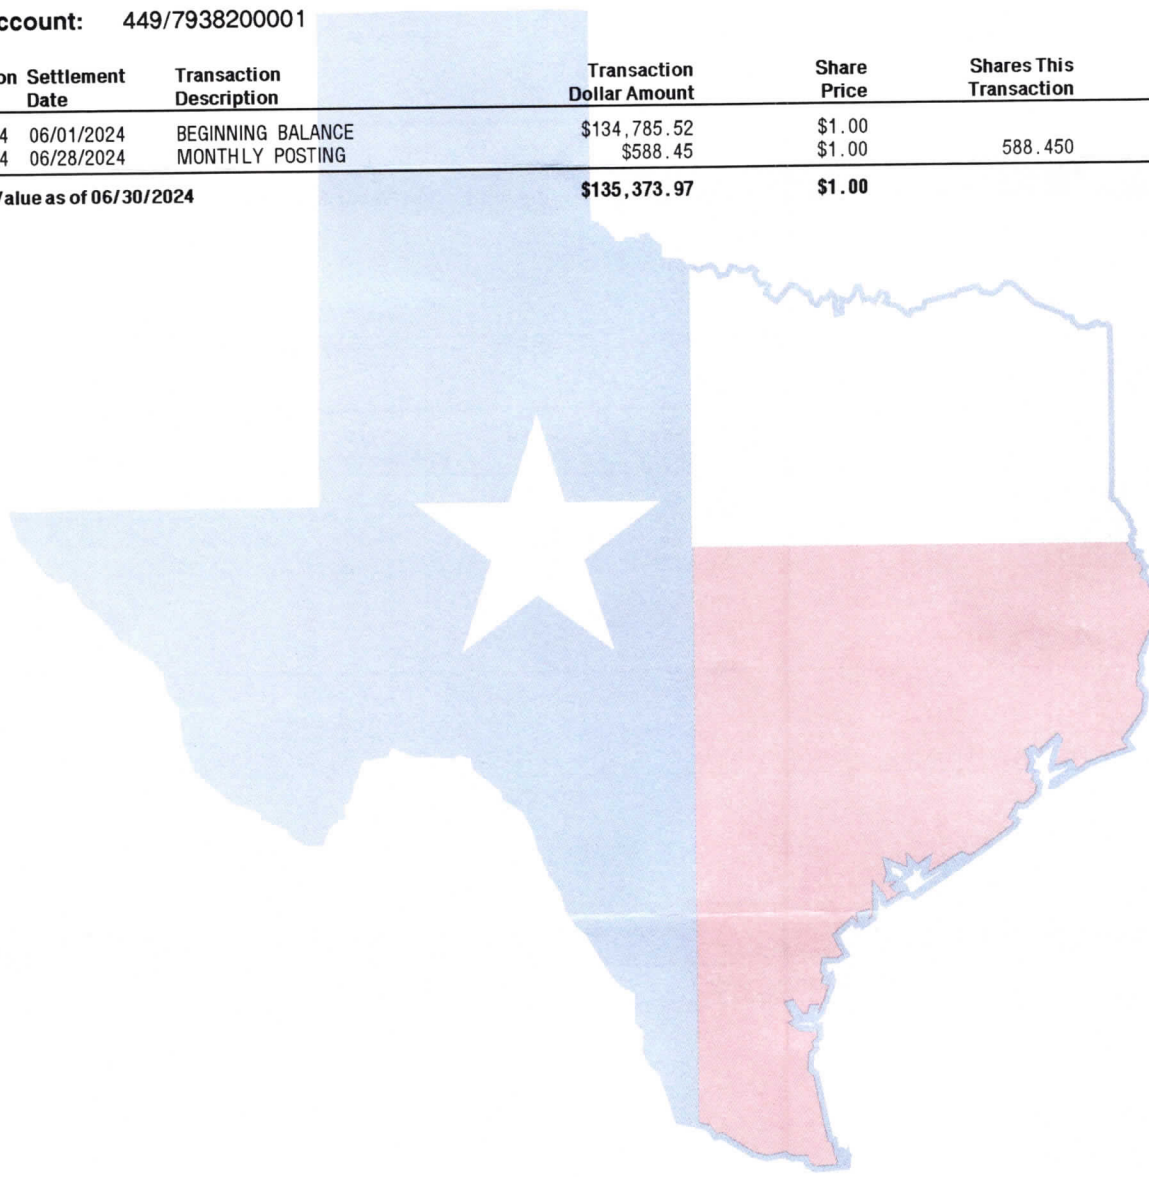 ccount: 449/7938200001
on Settlement Date Transaction Description Transaction Dollar Amount Share Price Shares This Transaction
4 06/01/2024 BEGINNING BALANCE $134,785.52 $1.00
4 06/28/2024 MONTHLY POSTING $588.45 $1.00 588.450
Value as of 06/30/2024 $135,373.97 $1.00